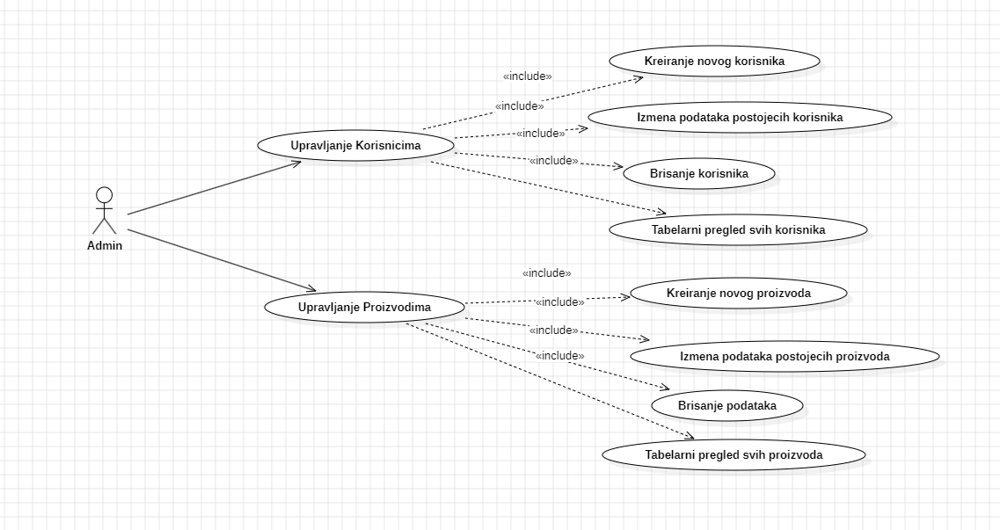 Kreiranje novog korisnika
«include»
«include»
Izmena podataka postojecih korisnika
«include»
Upravljanje Korisnicima
«include»
Brisanje korisnika
Tabelarni pregled svih korisnika
Admin
«include»
Kreiranje novog proizvoda
«include»
Upravljanje Proizvodima
«include»
Izmena podataka postojecih proizvoda
«include»
Brisanje podataka
Tabelarni pregled svih proizvoda